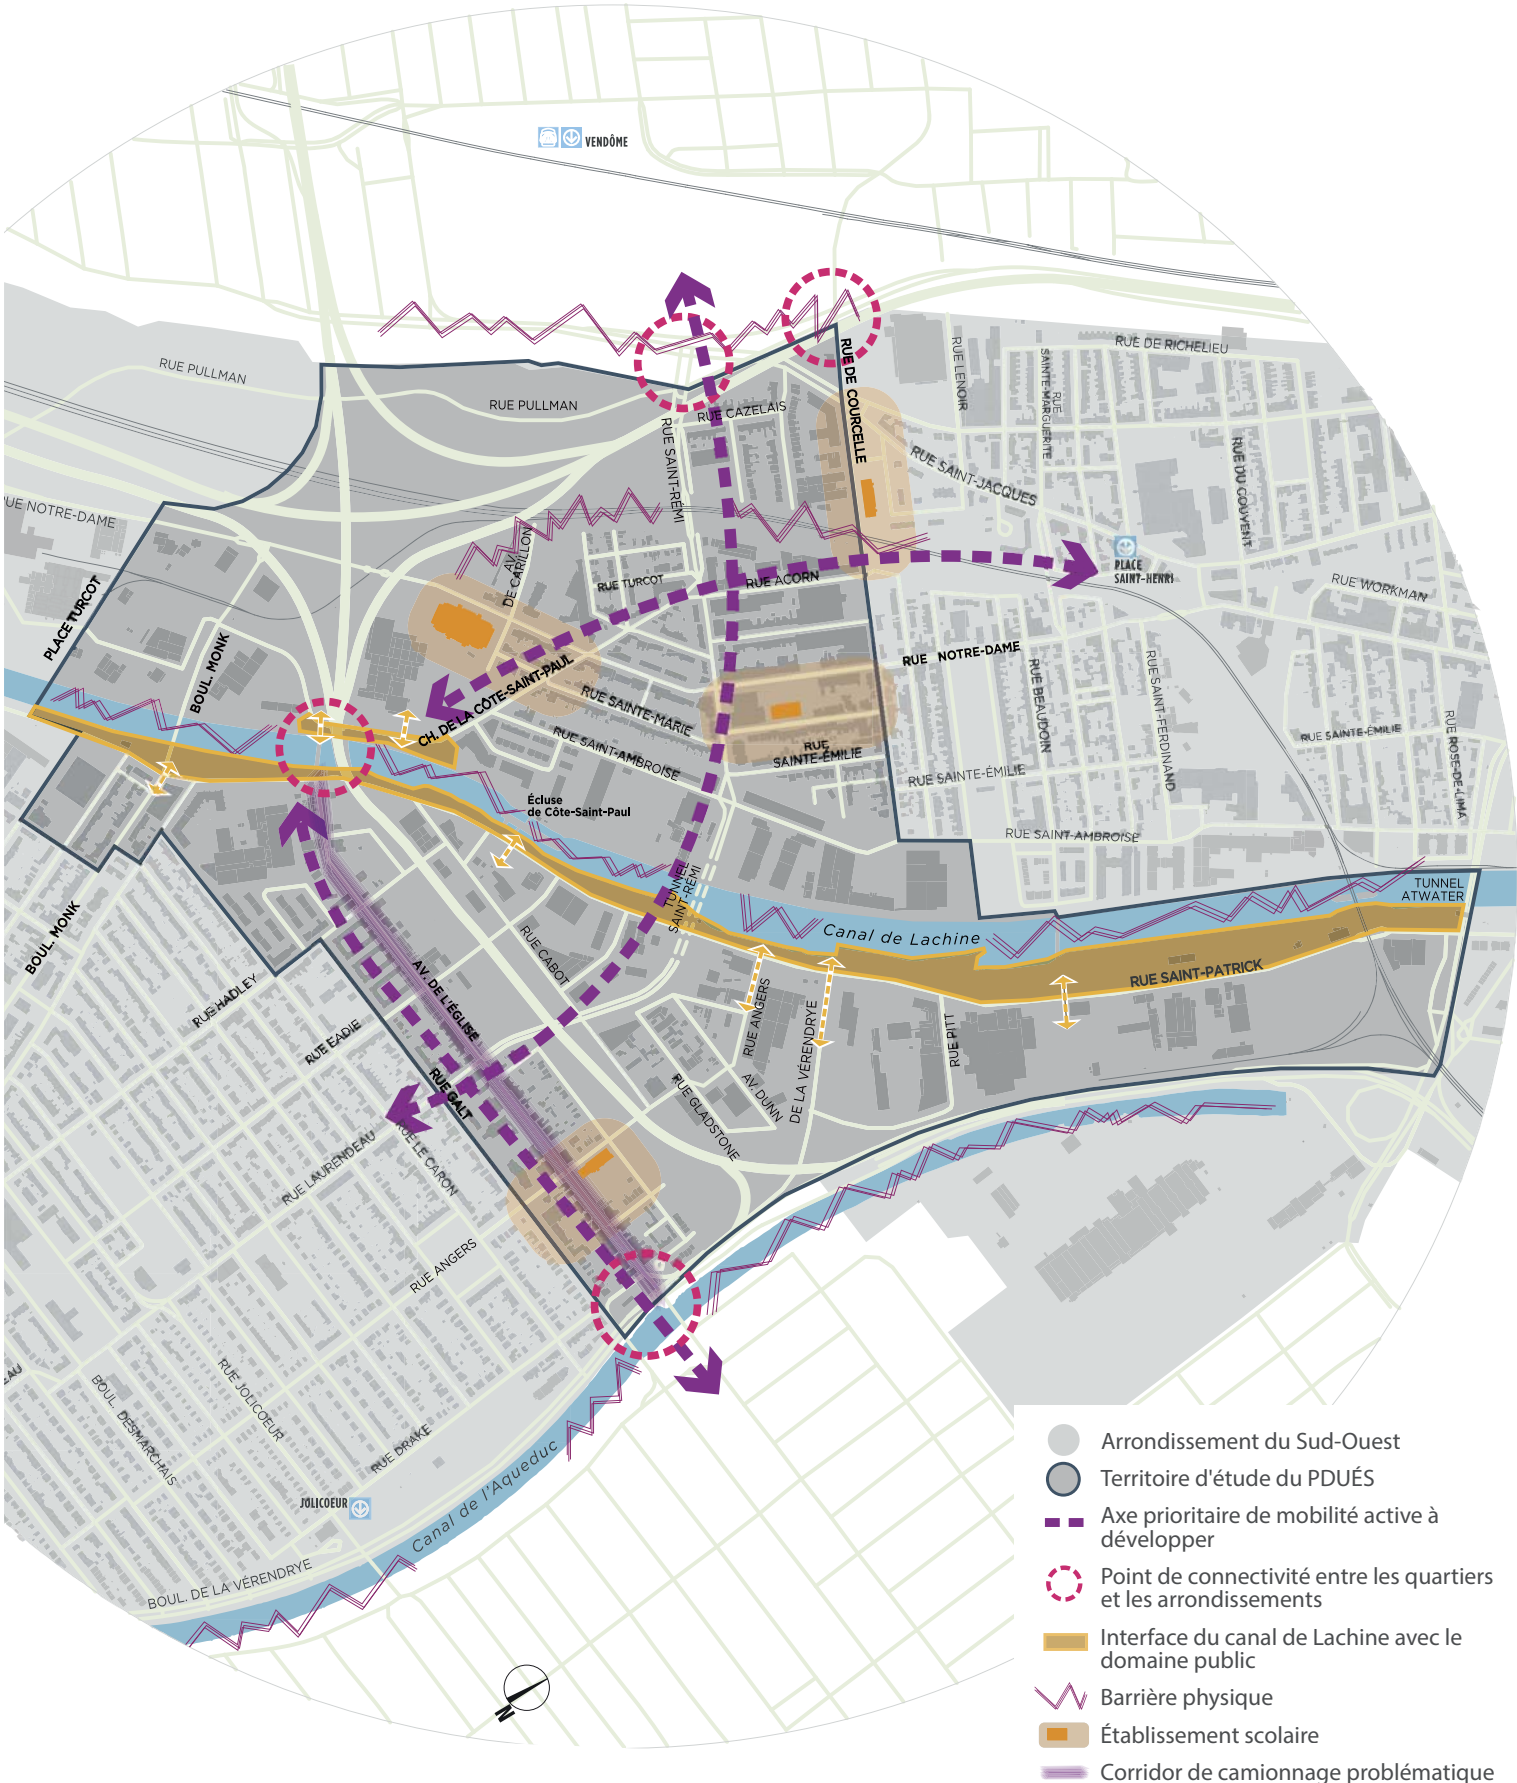 VENDÔME
RUE DE RICHELIEU
RUE PULLMAN
RUE PULLMAN
RUE CAZELAIS
RUE DE COURCELLE
RUE LENOIR
RUE
SAINTE-MARGUERITE
RUE DU COUVENT
RUE SAINT-RÉMI
RUE SAINT-JACQUES
UE NOTRE-DAME
AV.
DE CARILLON
RUE TURCOT
RUE ACORN
PLACE
SAINT-HENRI
RUE WORKMAN
PLACE TURCOT
BOUL. MONK
CH. DE LA CÔTE-SAINT-PAUL
RUE NOTRE-DAME
RUE BEAUDOIN
RUE SAINT-FERDINAND
RUE SAINTE-MARIE
RUE SAINT-AMBROISE
RUE
SAINTE-ÉMILIE
RUE SAINTE-ÉMILIE
RUE SAINTE-ÉMILIE
RUE ROSE-DE-LIMA
Écluse
de Côte-Saint-Paul
RUE SAINT-AMBROISE
TUNNEL
SAINT-RÉMI
TUNNEL
ATWATER
Canal de Lachine
RUE SAINT-PATRICK
BOUL. MONK
RUE CABOT
AV. DE L'ÉGLISE
RUE HADLEY
RUE EADIE
RUE GALT
RUE ANGERS
DE LA VÉRENDRYE
RUE PITT
AV. DUNN
RUE GLADSTONE
RUE LAURENDEAU
RUE LE CARON
RUE ANGERS
EAU
BOUL. DESMARCHAIS
RUE JOLICOEUR
RUE DRAKE
JOLICOEUR
Canal de l'Aqueduc
BOUL. DE LA VÉRENDRYE
N
Arrondissement du Sud-Ouest
Territoire d'étude du PDUÉS
Axe prioritaire de mobilité active à
développer
Point de connectivité entre les quartiers
et les arrondissements
Interface du canal de Lachine avec le
domaine public
Barrière physique
Établissement scolaire
Corridor de camionnage problématique